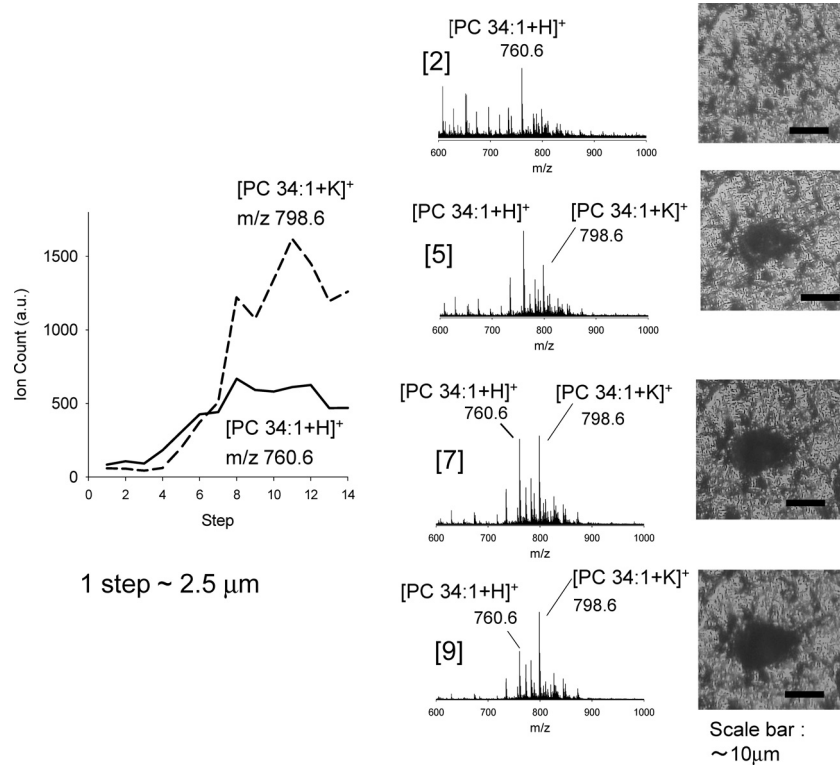 [PC 34:1+K]+
m/z 798.6
1500
1000
500
0
Ion Count (a.u.)
[PC 34:1+H]+
m/z 760.6
0 2 4 6 8 10 12 14
Step
1 step ~ 2.5 μm
[PC 34:1+H]+
[2]
760.6
600 700 800 900 1000
m/z
[PC 34:1+H]+
[PC 34:1+K]+
[5]
798.6
600 700 800 900 1000
m/z
[PC 34:1+H]+
[PC 34:1+K]+
760.6
798.6
[7]
600 700 800 900 1000
m/z
[PC 34:1+H]+
[PC 34:1+K]+
760.6
798.6
[9]
600 700 800 900 1000
m/z
Scale bar :
~10μm